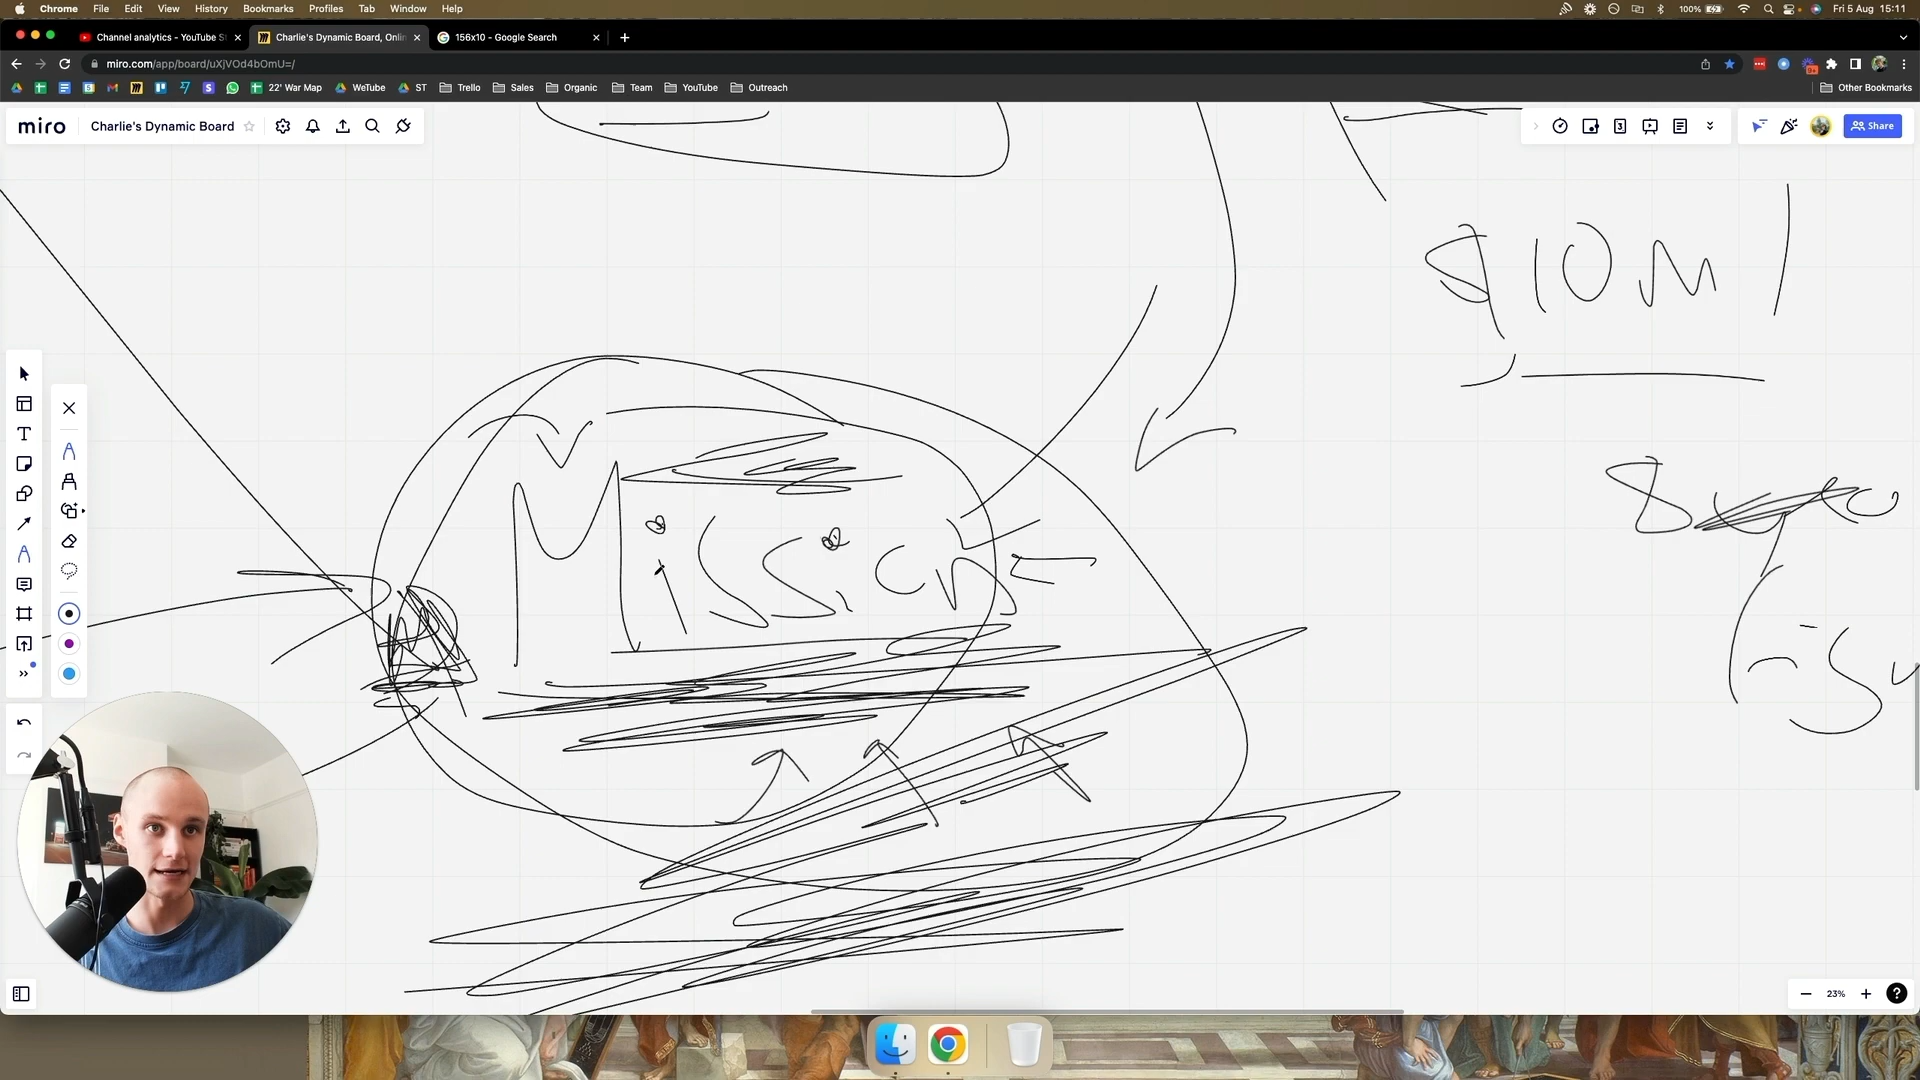 Chrome File Edit View History Bookmarks Profiles Tab Window Help 100% Fri 5 Aug 15:11
Channel analytics - YouTube S Charlie's Dynamic Board, Onlin 156x10 - Google Search
miro.com/app/board/uXjVOd4bOmU=/
22' War Map WeTube ST Trello Sales Organic Team YouTube Outreach Other Bookmarks
miro Charlie's Dynamic Board Share
$10M
Mission
23%